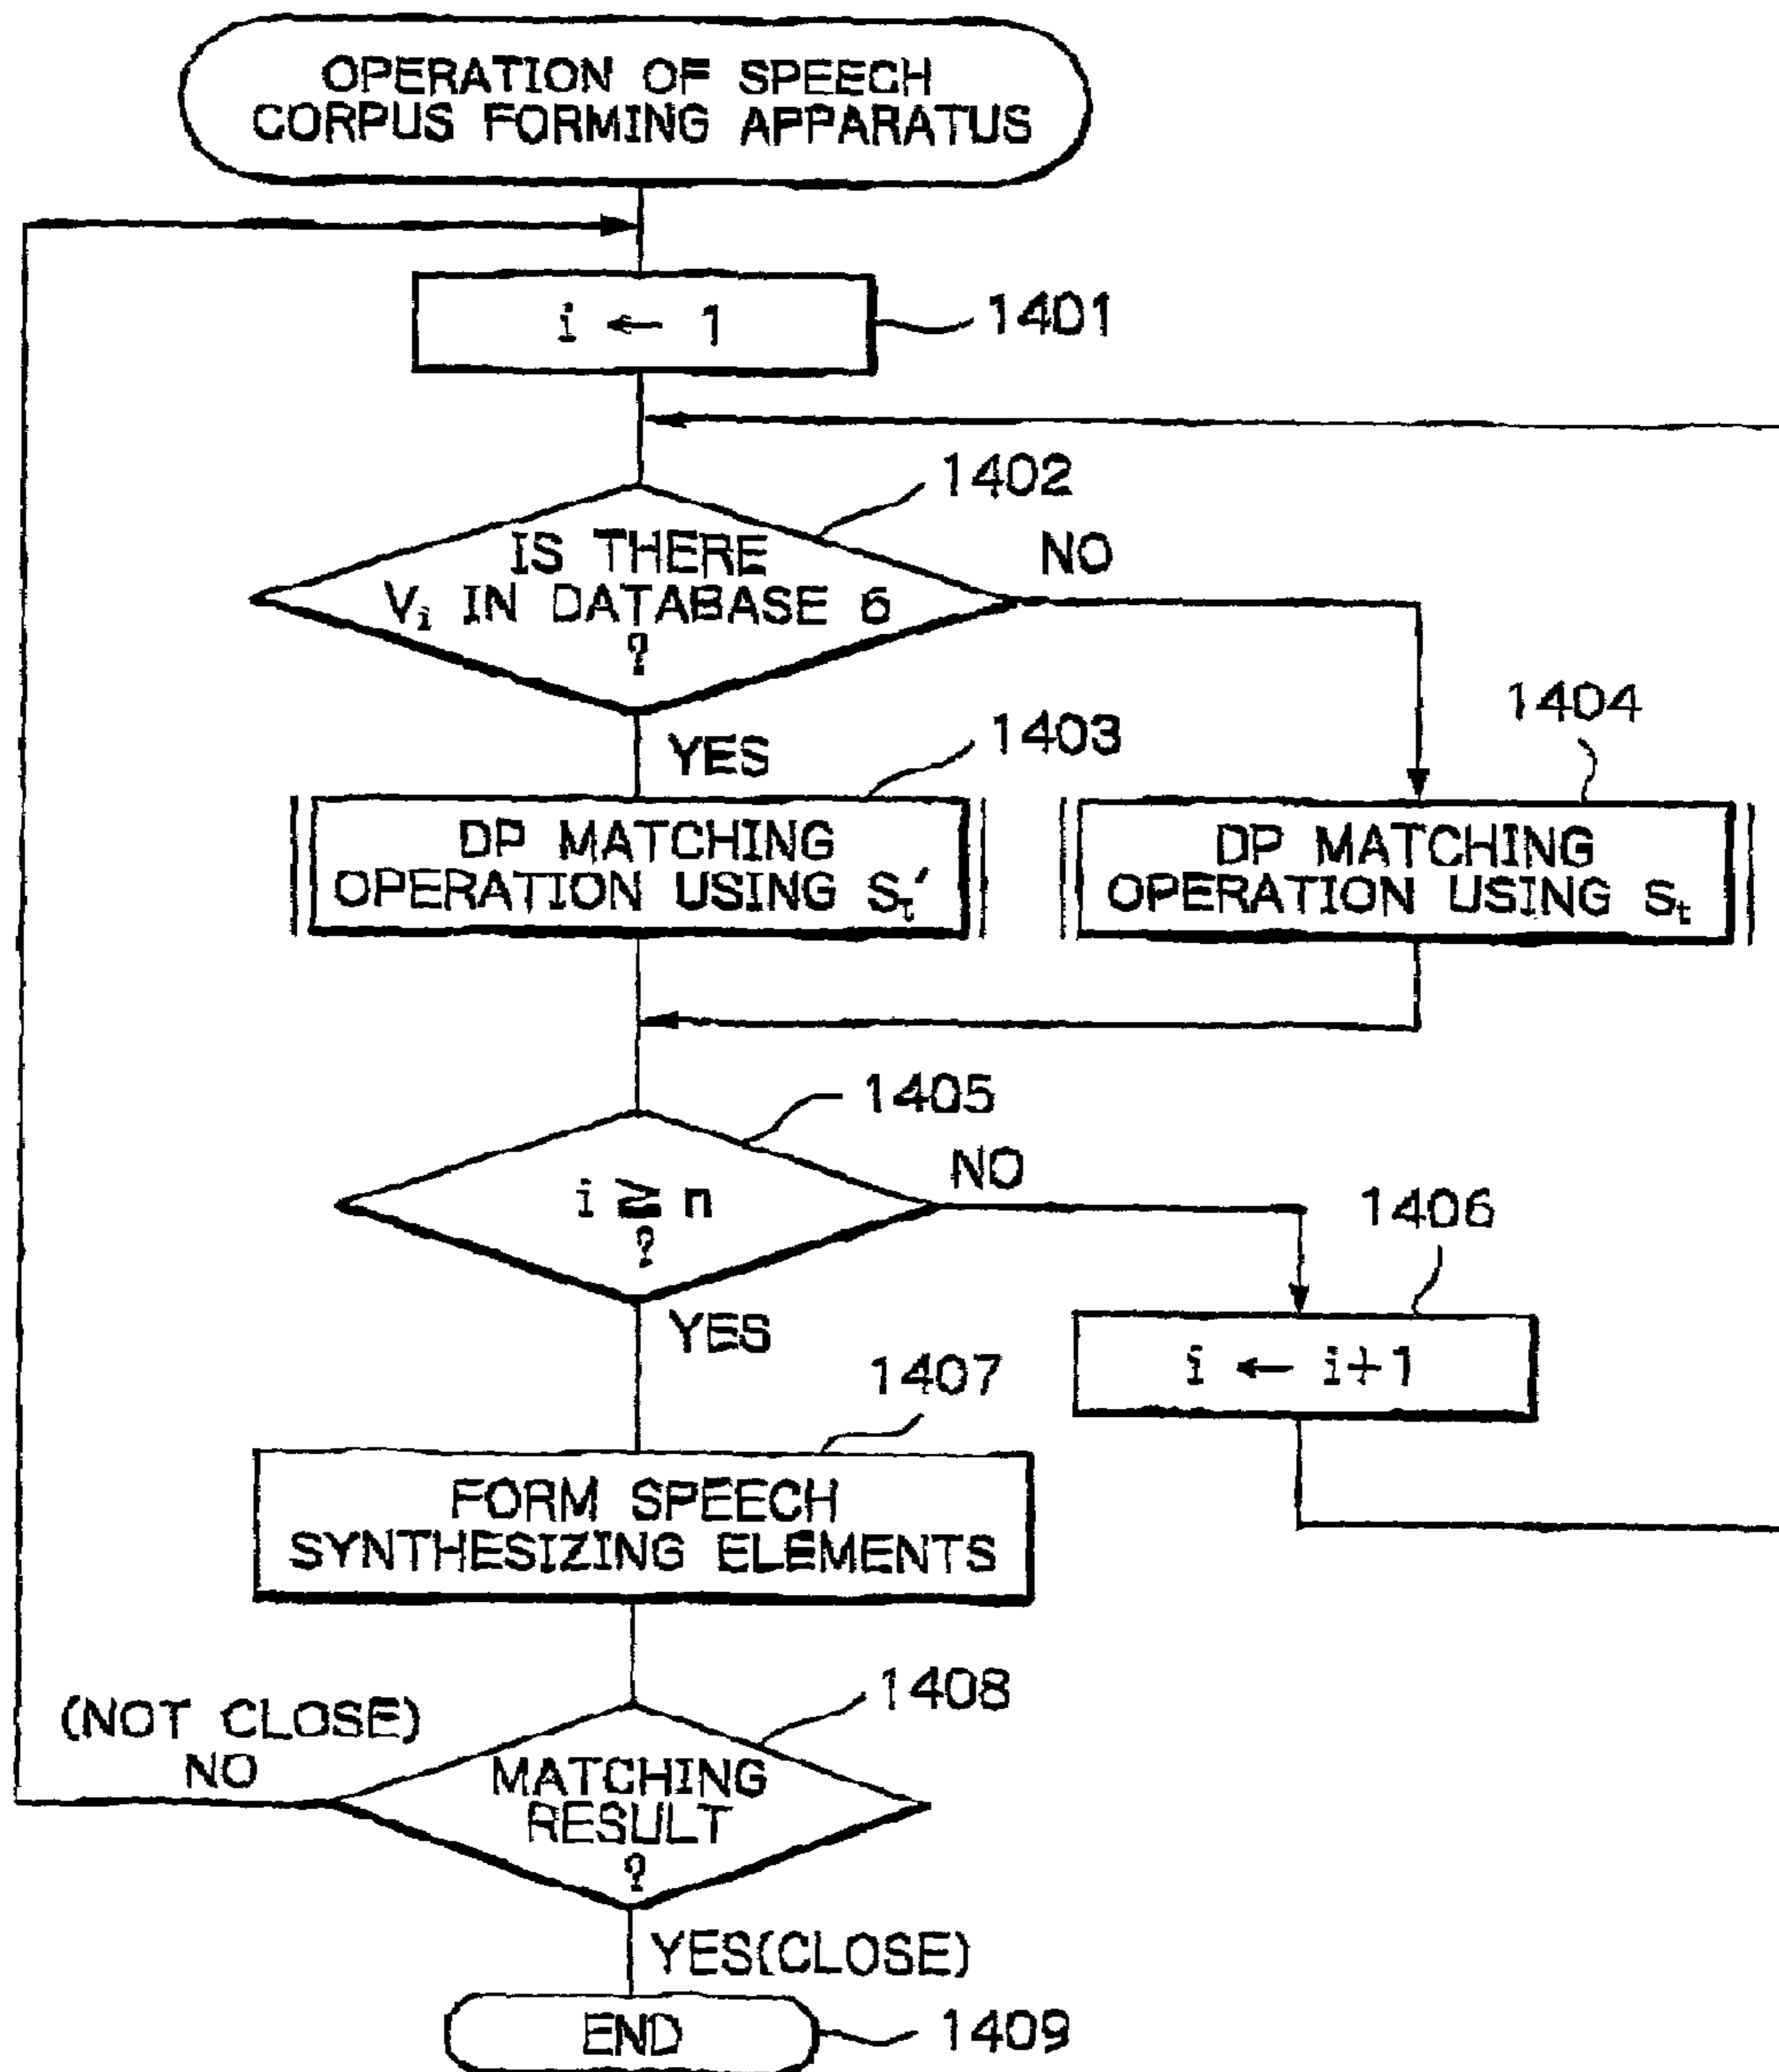 OPERATION OF SPEECH
CORPUS FORMING APPARATUS
i ← 1
1401
1402
IS THERE
Vi IN DATABASE 6
?
NO
YES
1403
1404
DP MATCHING
OPERATION USING St'
DP MATCHING
OPERATION USING St
1405
i ≧ n
?
NO
1406
YES
i ← i+1
1407
FORM SPEECH
SYNTHESIZING ELEMENTS
1408
(NOT CLOSE)
NO
MATCHING
RESULT
?
YES(CLOSE)
END
1409